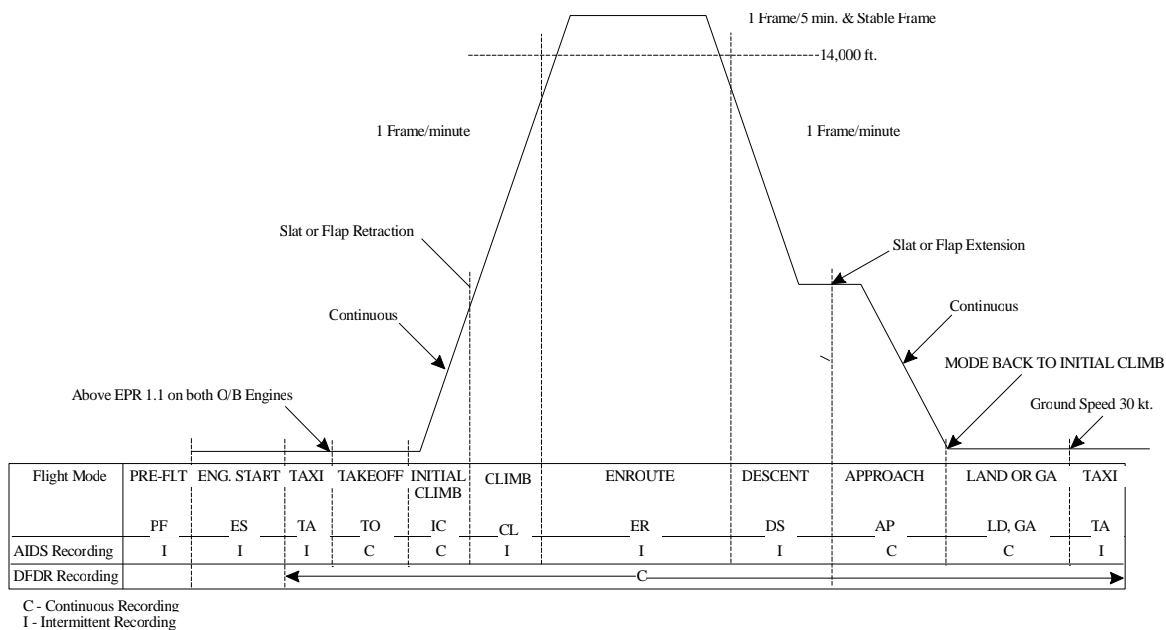 1 Frame/5 min. & Stable Frame
14,000 ft.
1 Frame/minute
1 Frame/minute
Slat or Flap Retraction
Slat or Flap Extension
Continuous
Continuous
MODE BACK TO INITIAL CLIMB
Above EPR 1.1 on both O/B Engines
Ground Speed 30 kt.
Flight Mode PRE-FLT ENG. START TAXI TAKEOFF INITIAL CLIMB ENROUTE DESCENT APPROACH LAND OR GA TAXI
CLIMB
PF ES TA TO IC CL ER DS AP LD, GA TA
AIDS Recording I I I C C I I I C C I
DFDR Recording C
C - Continuous Recording
I - Intermittent Recording